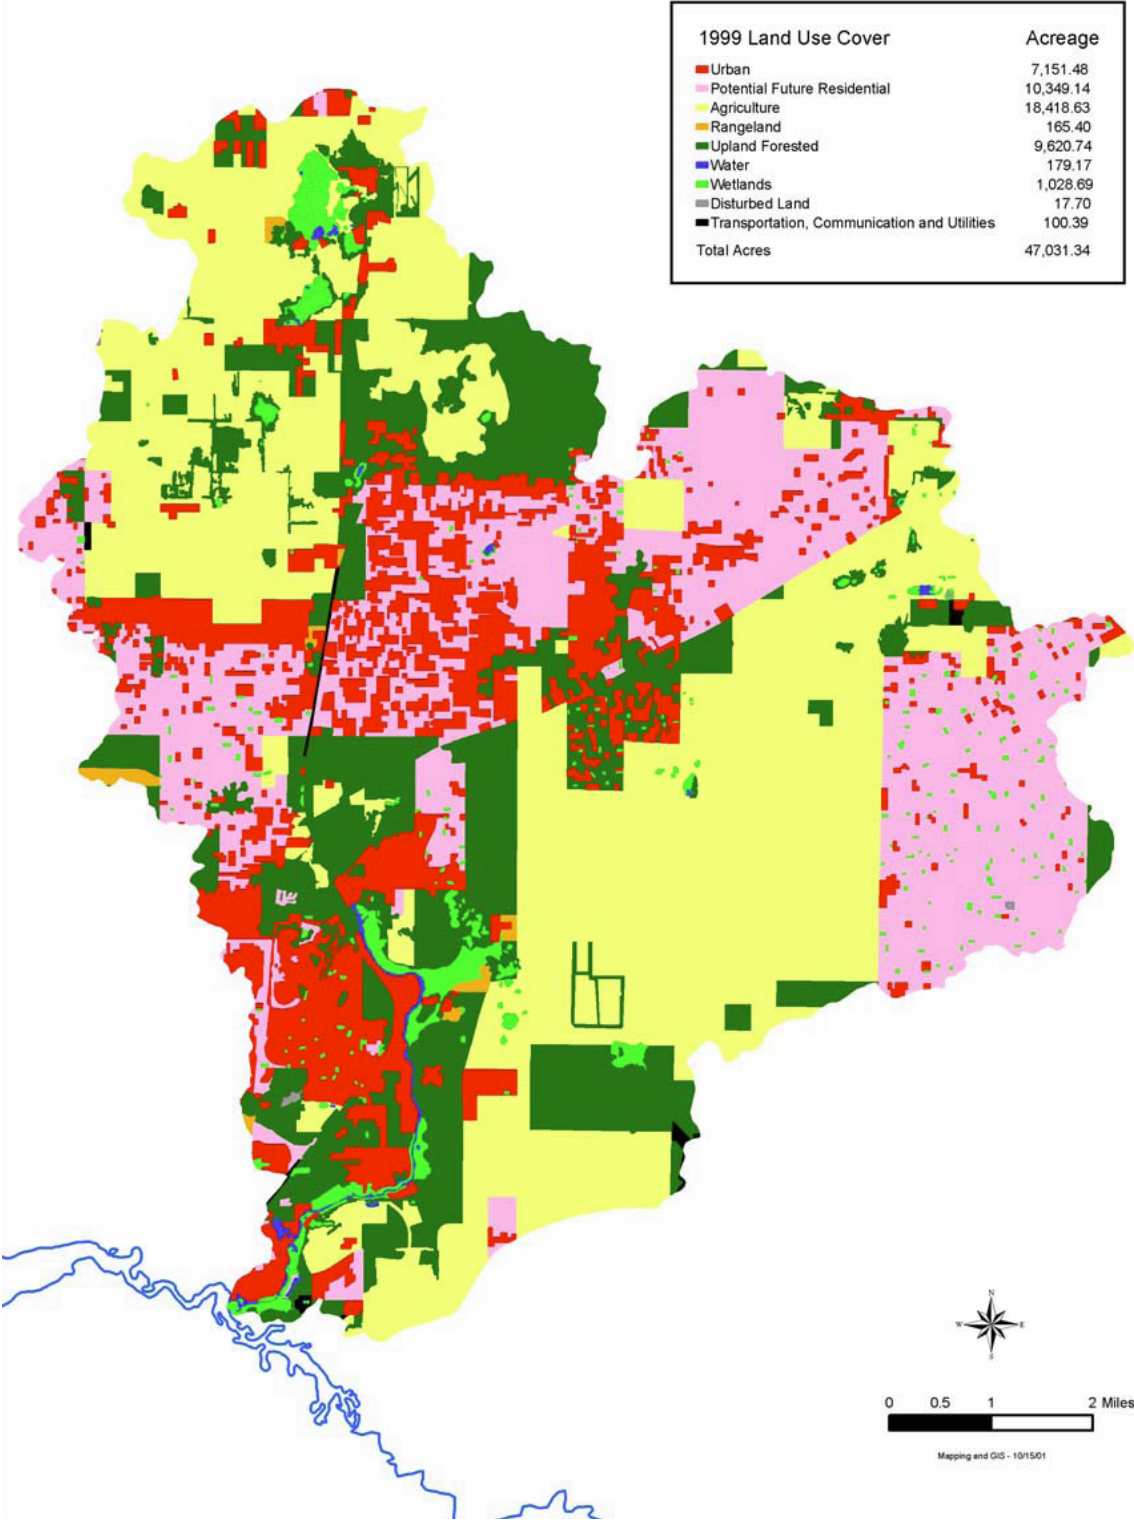 1999 Land Use Cover Acreage
Urban 7,151.48
Potential Future Residential 10,349.14
Agriculture 18,418.63
Rangeland 165.40
Upland Forested 9,620.74
Water 179.17
Wetlands 1,028.69
Disturbed Land 17.70
Transportation, Communication and Utilities 100.39
Total Acres 47,031.34
N
W E
S
0 0.5 1 2 Miles
Mapping and GIS - 10/15/01